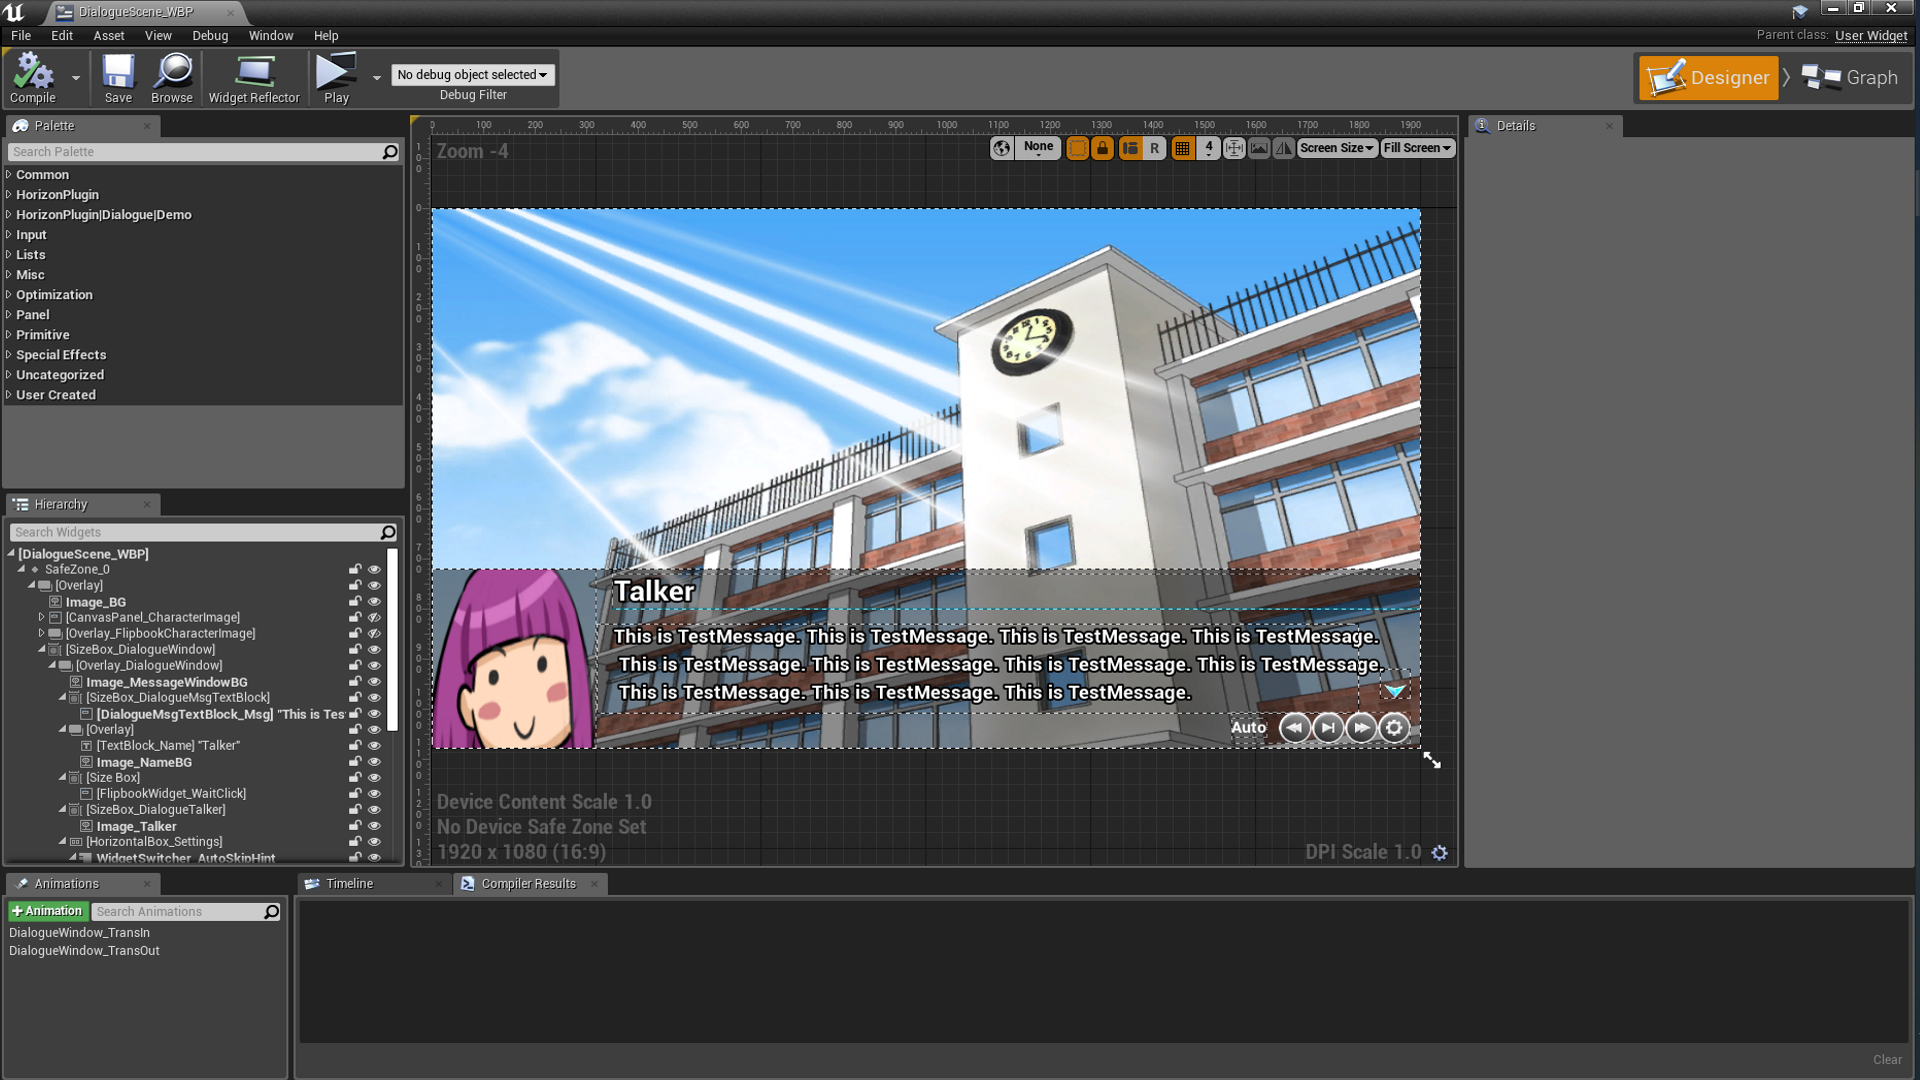 DialogueScene_WBP
File Edit Asset View Debug Window Help
Parent class: User Widget
Compile Save Browse Widget Reflector Play
No debug object selected
Debug Filter
Designer Graph
Palette
Search Palette
Common
HorizonPlugin
HorizonPlugin|Dialogue|Demo
Input
Lists
Misc
Optimization
Panel
Primitive
Special Effects
Uncategorized
User Created
Hierarchy
Search Widgets
[DialogueScene_WBP]
SafeZone_0
[Overlay]
Image_BG
[CanvasPanel_CharacterImage]
[Overlay_FlipbookCharacterImage]
[SizeBox_DialogueWindow]
[Overlay_DialogueWindow]
Image_MessageWindowBG
[SizeBox_DialogueMsgTextBlock]
[DialogueMsgTextBlock_Msg] "This is Tes
[Overlay]
[TextBlock_Name] "Talker"
Image_NameBG
[Size Box]
[FlipbookWidget_WaitClick]
[SizeBox_DialogueTalker]
Image_Talker
[HorizontalBox_Settings]
WidgetSwitcher_AutoSkipHint
0 100 200 300 400 500 600 700 800 900 1000 1100 1200 1300 1400 1500 1600 1700 1800 1900
Zoom -4
None R 4 Screen Size Fill Screen
Talker
This is TestMessage. This is TestMessage. This is TestMessage. This is TestMessage.
This is TestMessage. This is TestMessage. This is TestMessage. This is TestMessage.
This is TestMessage. This is TestMessage. This is TestMessage.
Auto
Device Content Scale 1.0
No Device Safe Zone Set
1920 x 1080 (16:9)
DPI Scale 1.0
Details
Animations
+Animation
Search Animations
DialogueWindow_TransIn
DialogueWindow_TransOut
Timeline
Compiler Results
Clear